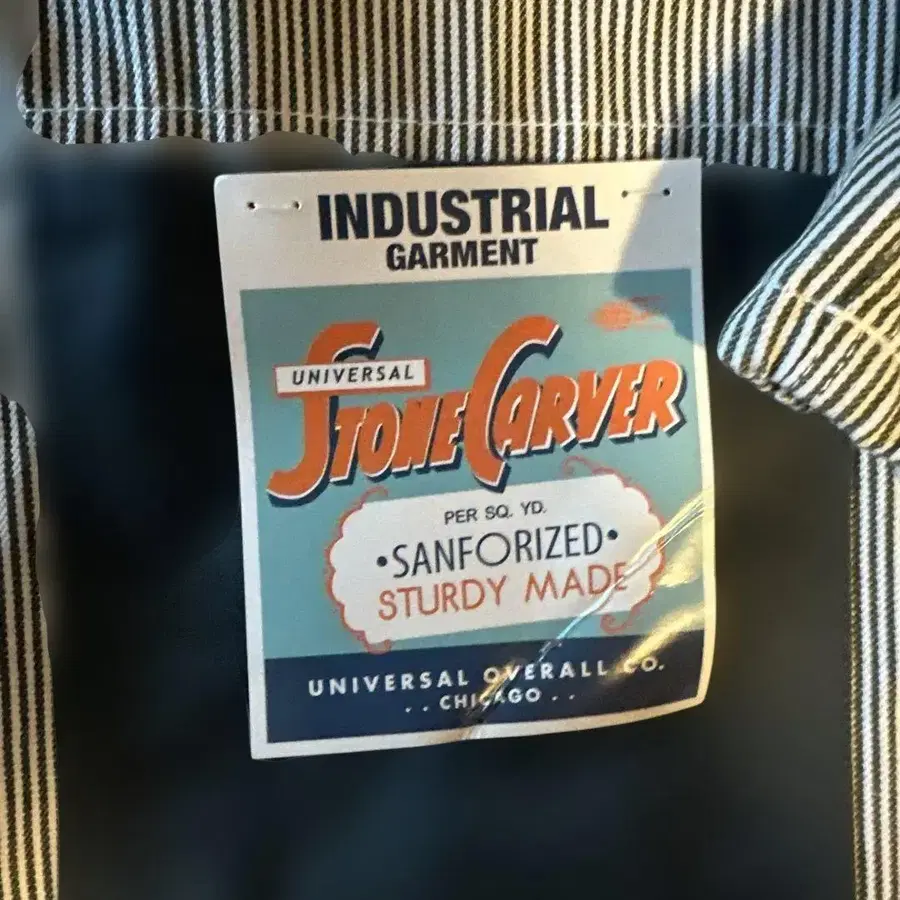 INDUSTRIAL
GARMENT
UNIVERSAL
STONE CARVER
PER SQ. YD.
•SANFORIZED•
STURDY MADE
UNIVERSAL OVERALL CO.
. . CHICAGO . .